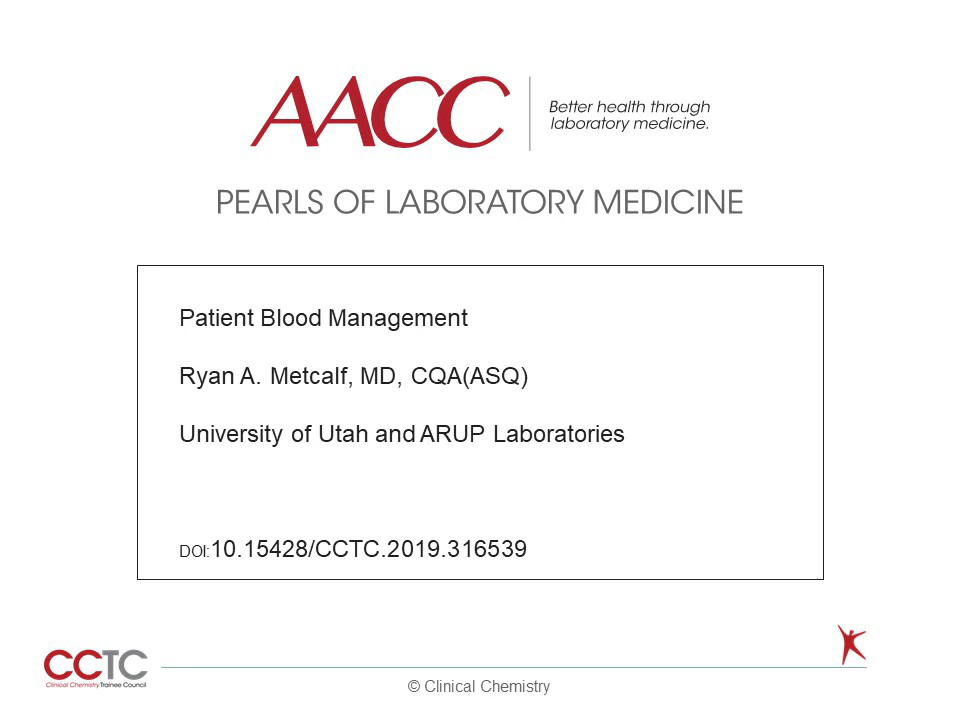 AACC
Better health through
laboratory medicine.
PEARLS OF LABORATORY MEDICINE
Patient Blood Management
Ryan A. Metcalf, MD, CQA(ASQ)
University of Utah and ARUP Laboratories
DOI:10.15428/CCTC.2019.316539
CCTC
Clinical Chemistry Trainee Council
© Clinical Chemistry